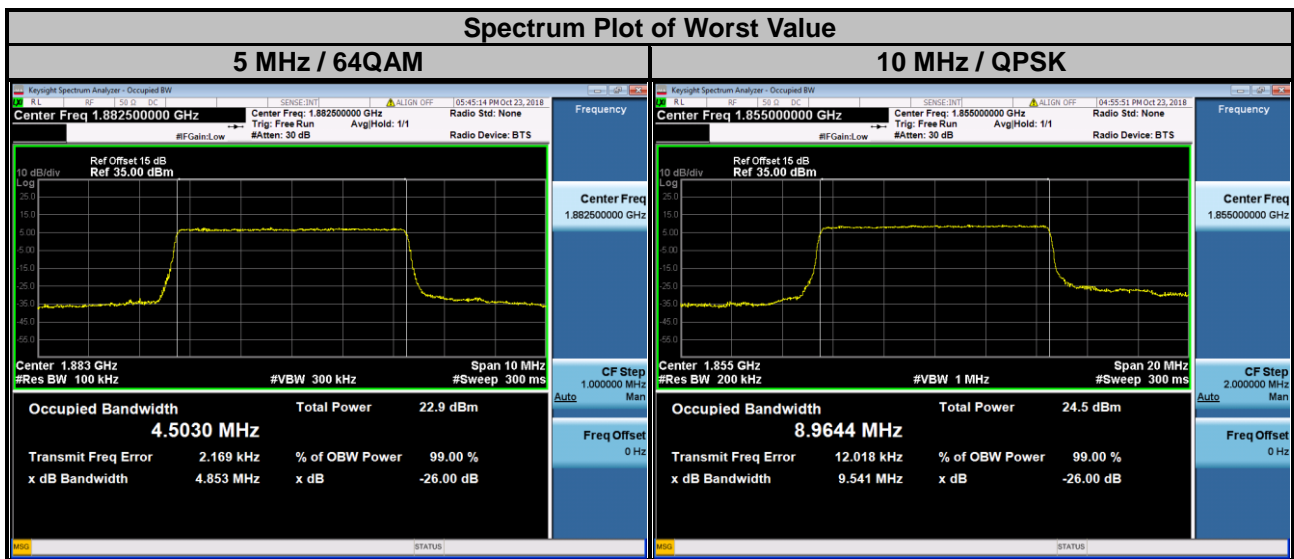 Spectrum Plot of Worst Value
5 MHz / 64QAM
10 MHz / QPSK
Keysight Spectrum Analyzer - Occupied BW
RL RF 50 Ω DC SENSE:INT ALIGN OFF 05:45:14 PM Oct 23, 2018
Center Freq 1.882500000 GHz
Center Freq: 1.882500000 GHz
Radio Std: None
Trig: Free Run Avg|Hold: 1/1
#IFGain:Low #Atten: 30 dB Radio Device: BTS
Ref Offset 15 dB
10 dB/div Ref 35.00 dBm
Log
25.0
15.0
5.00
-5.00
-15.0
-25.0
-35.0
-45.0
-55.0
Center 1.883 GHz Span 10 MHz
#Res BW 100 kHz #VBW 300 kHz #Sweep 300 ms
Occupied Bandwidth Total Power 22.9 dBm
4.5030 MHz
Transmit Freq Error 2.169 kHz % of OBW Power 99.00 %
x dB Bandwidth 4.853 MHz x dB -26.00 dB
MSG STATUS
Frequency
Center Freq
1.882500000 GHz
CF Step
1.000000 MHz
Auto Man
Freq Offset
0 Hz
Keysight Spectrum Analyzer - Occupied BW
RL RF 50 Ω DC SENSE:INT ALIGN OFF 04:55:51 PM Oct 23, 2018
Center Freq 1.855000000 GHz
Center Freq: 1.855000000 GHz
Radio Std: None
Trig: Free Run Avg|Hold: 1/1
#IFGain:Low #Atten: 30 dB Radio Device: BTS
Ref Offset 15 dB
10 dB/div Ref 35.00 dBm
Log
25.0
15.0
5.00
-5.00
-15.0
-25.0
-35.0
-45.0
-55.0
Center 1.855 GHz Span 20 MHz
#Res BW 200 kHz #VBW 1 MHz #Sweep 300 ms
Occupied Bandwidth Total Power 24.5 dBm
8.9644 MHz
Transmit Freq Error 12.018 kHz % of OBW Power 99.00 %
x dB Bandwidth 9.541 MHz x dB -26.00 dB
MSG STATUS
Frequency
Center Freq
1.855000000 GHz
CF Step
2.000000 MHz
Auto Man
Freq Offset
0 Hz